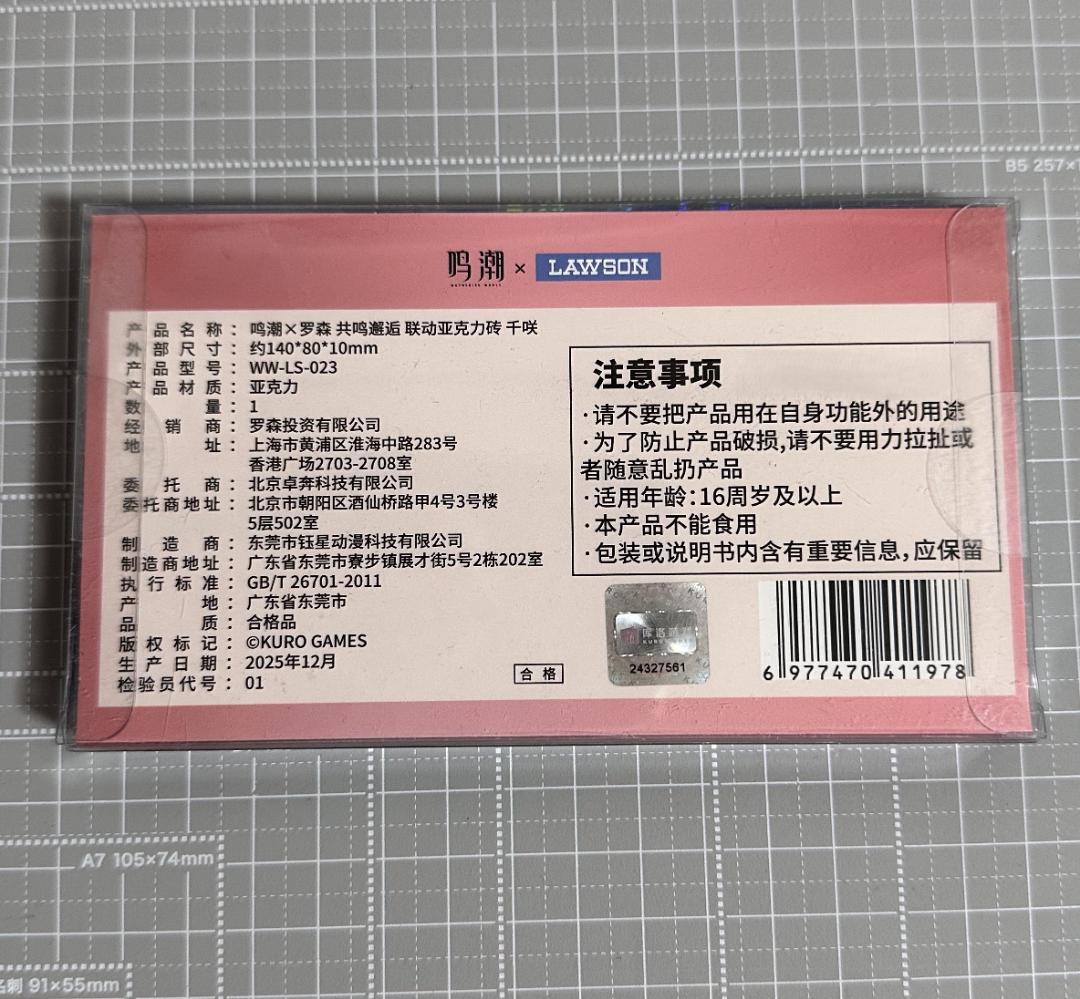 B5 257×
鸣潮 × LAWSON
WUTHERING WAVES
产品名称：鸣潮×罗森 共鸣邂逅 联动亚克力砖 千咲
外部尺寸：约140*80*10mm
产品型号：WW-LS-023
产品材质：亚克力
数量：1
经销商：罗森投资有限公司
地址：上海市黄浦区淮海中路283号
香港广场2703-2708室
委托商：北京卓奔科技有限公司
委托商地址：北京市朝阳区酒仙桥路甲4号3号楼
5层502室
制造商：东莞市钰星动漫科技有限公司
制造商地址：广东省东莞市寮步镇展才街5号2栋202室
执行标准：GB/T 26701-2011
产地：广东省东莞市
品质：合格品
版权标记：©KURO GAMES
生产日期：2025年12月
检验员代号：01
合格
注意事项
·请不要把产品用在自身功能外的用途
·为了防止产品破损,请不要用力拉扯或
者随意乱扔产品
·适用年龄：16周岁及以上
·本产品不能食用
·包装或说明书内含有重要信息，应保留
库洛游戏
KURO GAMES
24327561
6 977470 411978
A7 105×74mm
名刺 91×55mm